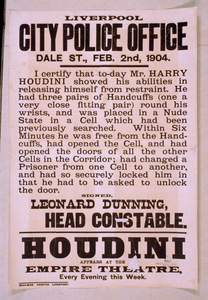 LIVERPOOL
CITY POLICE OFFICE
DALE ST., FEB. 2nd, 1904.
I certify that to-day Mr. HARRY
HOUDINI showed his abilities in
releasing himself from restraint. He
had three pairs of Handcuffs (one a
very close fitting pair) round his
wrists, and was placed in a Nude
State in a Cell which had been
previously searched. Within Six
Minutes he was free from the Hand-
cuffs, had opened the Cell, and had
opened the doors of all the other
Cells in the Corridor; had changed a
Prisoner from one Cell to another,
and had so securely locked him in
that he had to be asked to unlock
the door.
SIGNED,
LEONARD DUNNING,
HEAD CONSTABLE.
HOUDINI
APPEARS AT THE
EMPIRE THEATRE,
Every Evening this Week.